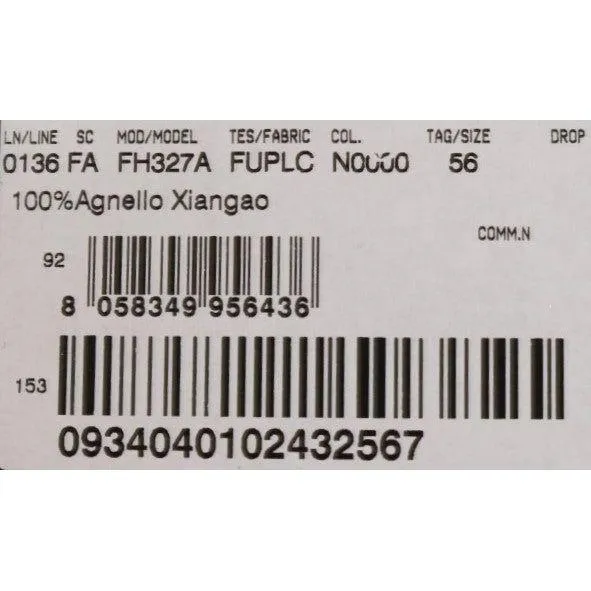 LN/LINE SC MOD/MODEL TES/FABRIC COL. TAG/SIZE DROP
0136 FA FH327A FUPLC N0000 56
100%Agnello Xiangao
COMM.N
92
8 058349 956436
153
0934040102432567